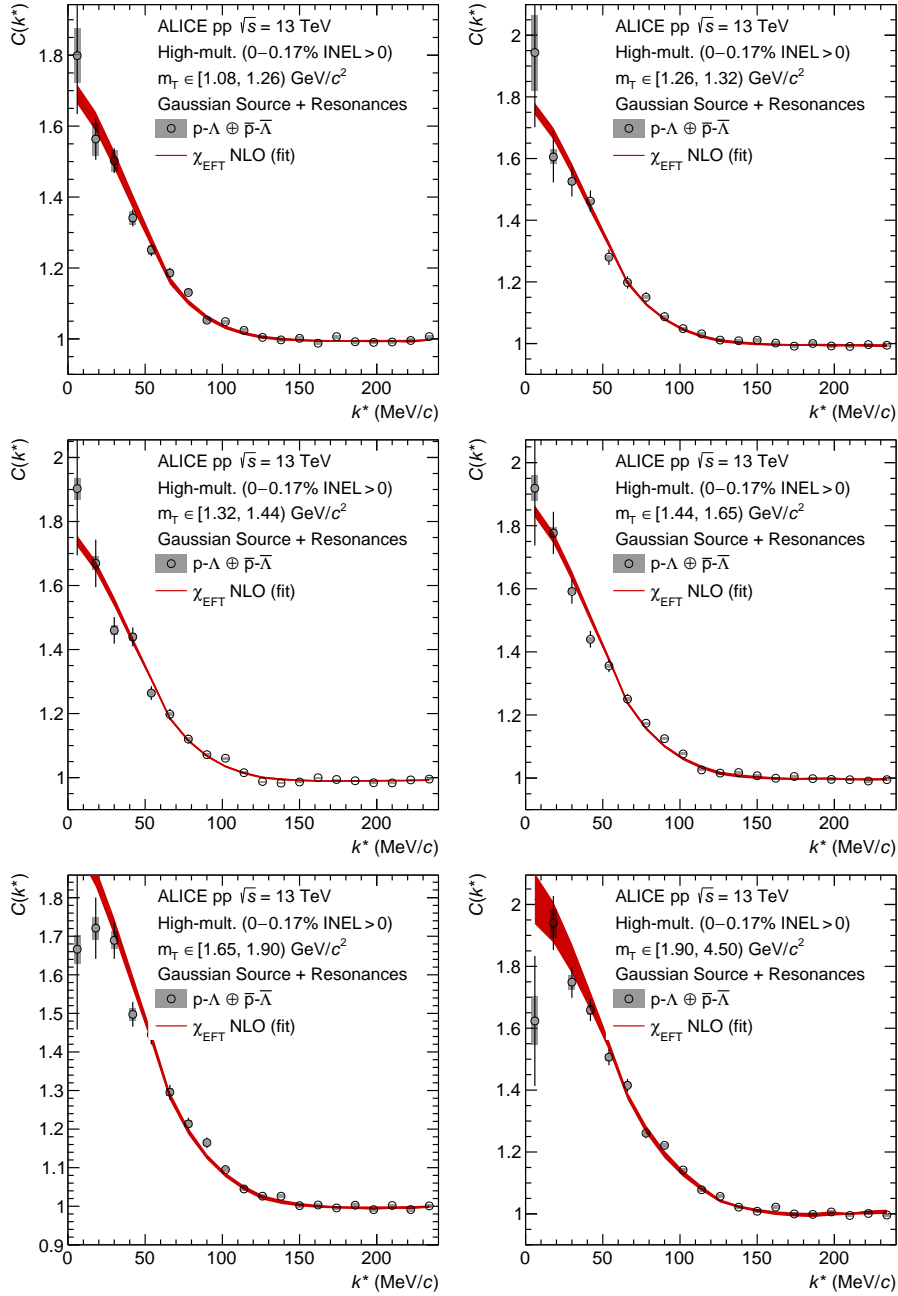 C(k*)
ALICE pp √s = 13 TeV
High-mult. (0−0.17% INEL > 0)
m_T ∈ [1.08, 1.26) GeV/c²
Gaussian Source + Resonances
p-Λ ⊕ p̅-Λ̅
χ_EFT NLO (fit)
1.8
1.6
1.4
1.2
1
0 50 100 150 200
k* (MeV/c)
C(k*)
ALICE pp √s = 13 TeV
High-mult. (0−0.17% INEL > 0)
m_T ∈ [1.26, 1.32) GeV/c²
Gaussian Source + Resonances
p-Λ ⊕ p̅-Λ̅
χ_EFT NLO (fit)
2
1.8
1.6
1.4
1.2
1
0 50 100 150 200
k* (MeV/c)
C(k*)
ALICE pp √s = 13 TeV
High-mult. (0−0.17% INEL > 0)
m_T ∈ [1.32, 1.44) GeV/c²
Gaussian Source + Resonances
p-Λ ⊕ p̅-Λ̅
χ_EFT NLO (fit)
2
1.8
1.6
1.4
1.2
1
0 50 100 150 200
k* (MeV/c)
C(k*)
ALICE pp √s = 13 TeV
High-mult. (0−0.17% INEL > 0)
m_T ∈ [1.44, 1.65) GeV/c²
Gaussian Source + Resonances
p-Λ ⊕ p̅-Λ̅
χ_EFT NLO (fit)
2
1.8
1.6
1.4
1.2
1
0 50 100 150 200
k* (MeV/c)
C(k*)
ALICE pp √s = 13 TeV
High-mult. (0−0.17% INEL > 0)
m_T ∈ [1.65, 1.90) GeV/c²
Gaussian Source + Resonances
p-Λ ⊕ p̅-Λ̅
χ_EFT NLO (fit)
1.8
1.7
1.6
1.5
1.4
1.3
1.2
1.1
1
0.9
0 50 100 150 200
k* (MeV/c)
C(k*)
ALICE pp √s = 13 TeV
High-mult. (0−0.17% INEL > 0)
m_T ∈ [1.90, 4.50) GeV/c²
Gaussian Source + Resonances
p-Λ ⊕ p̅-Λ̅
χ_EFT NLO (fit)
2
1.8
1.6
1.4
1.2
1
0 50 100 150 200
k* (MeV/c)